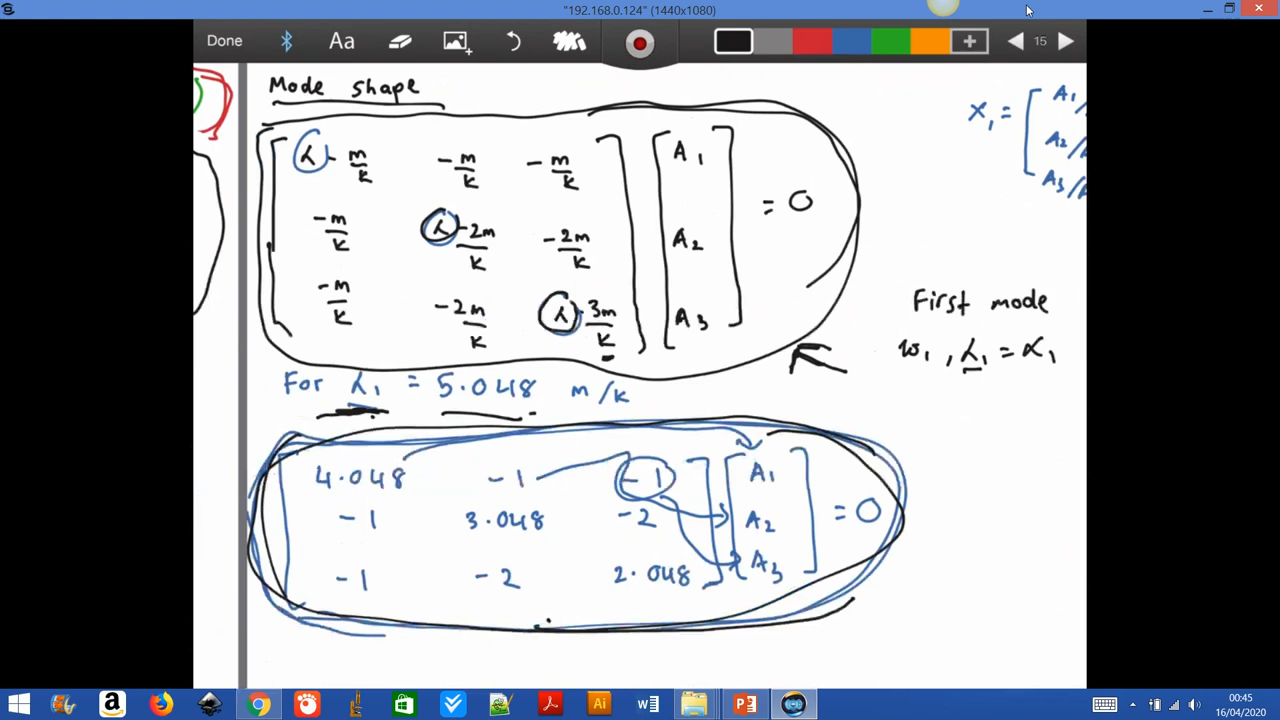 "192.168.0.124" (1440x1080)
Done Aa 15
Mode shape
λ - m/k -m/k -m/k A1
-m/k λ-2m/k -2m/k A2 = 0
-m/k -2m/k λ-3m/k A3
x1 = A1/
A2/
A3/
First mode
ω1 , λ1 = α1
For λ1 = 5.048 m/k
4.048 -1 -1 A1
-1 3.048 -2 A2 = 0
-1 -2 2.048 A3
00:45
16/04/2020